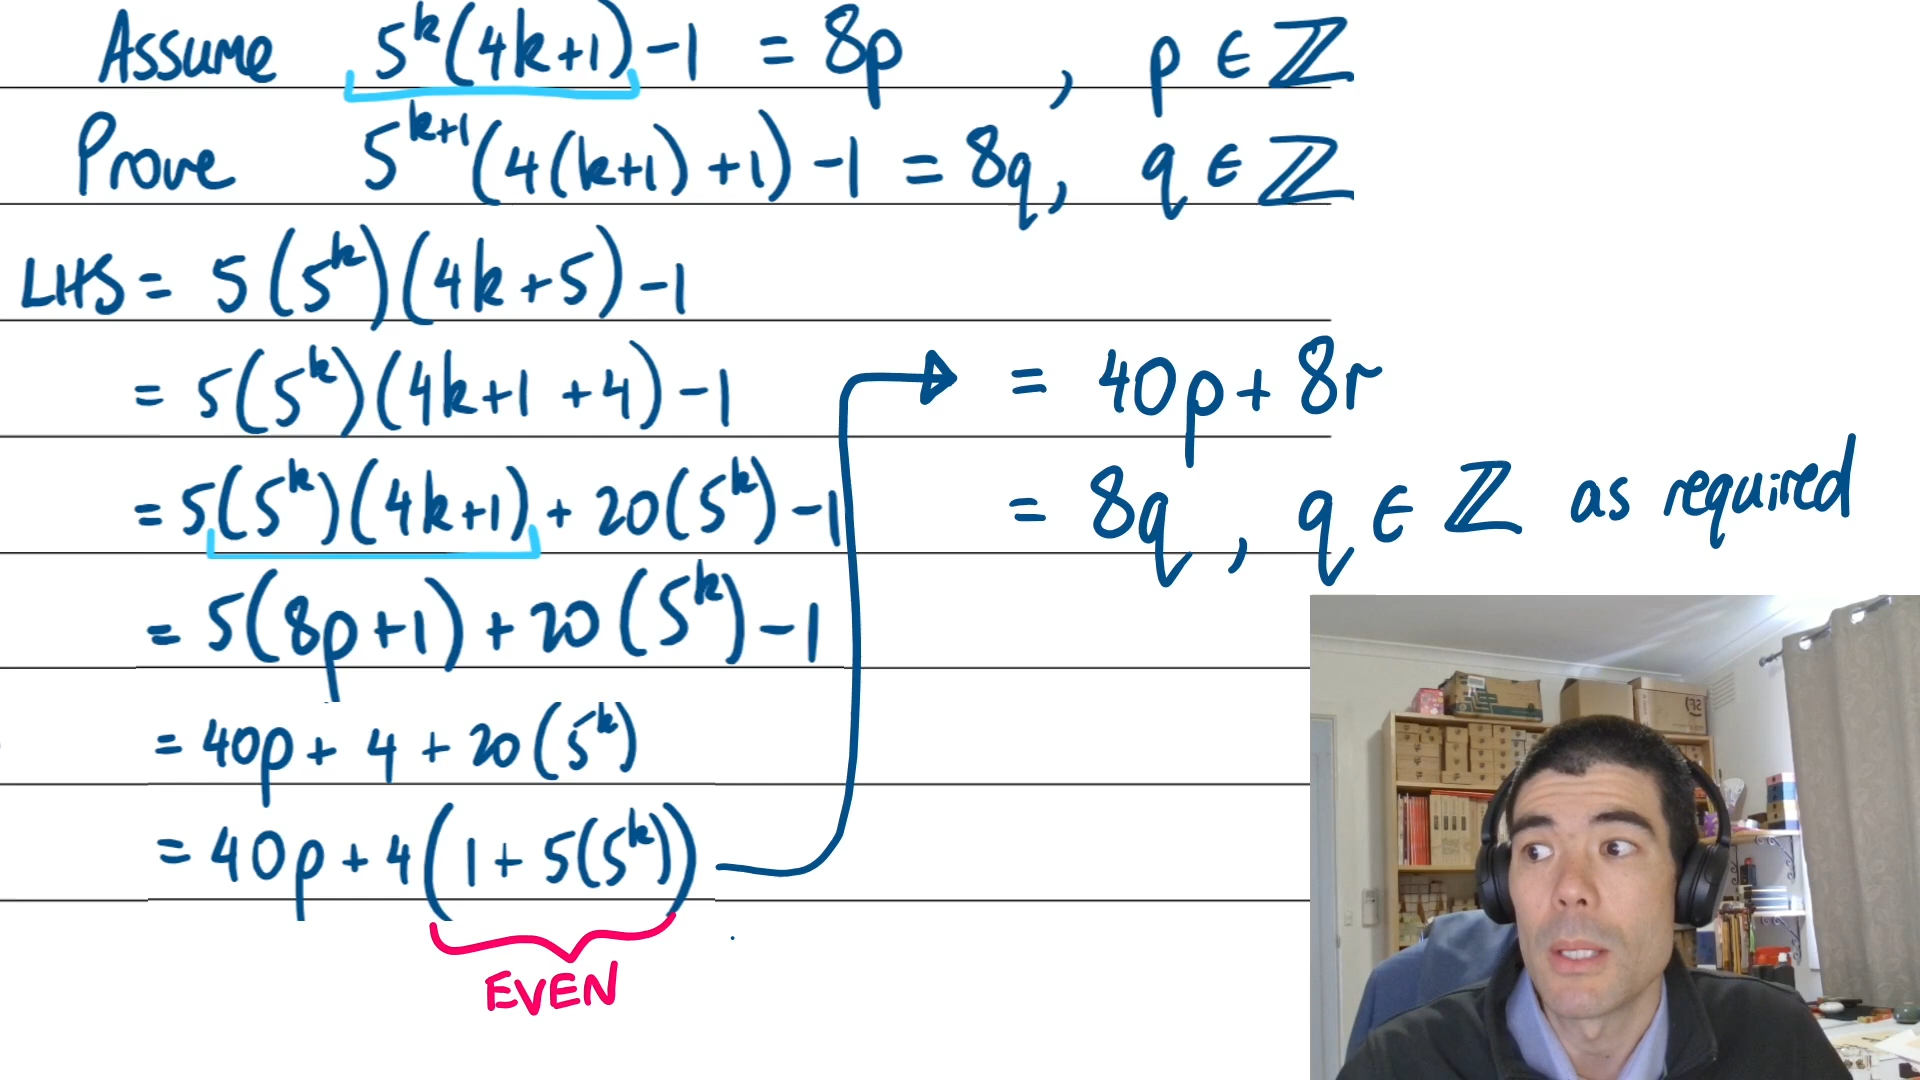 Assume 5^k(4k+1)-1 = 8p , p ∈ ℤ
Prove 5^{k+1}(4(k+1)+1)-1 = 8q, q ∈ ℤ
LHS = 5(5^k)(4k+5)-1
= 5(5^k)(4k+1+4)-1
= 5(5^k)(4k+1)+20(5^k)-1
= 5(8p+1)+20(5^k)-1
= 40p+4+20(5^k)
= 40p+4(1+5(5^k))
EVEN
= 40p+8r
= 8q , q ∈ ℤ as required